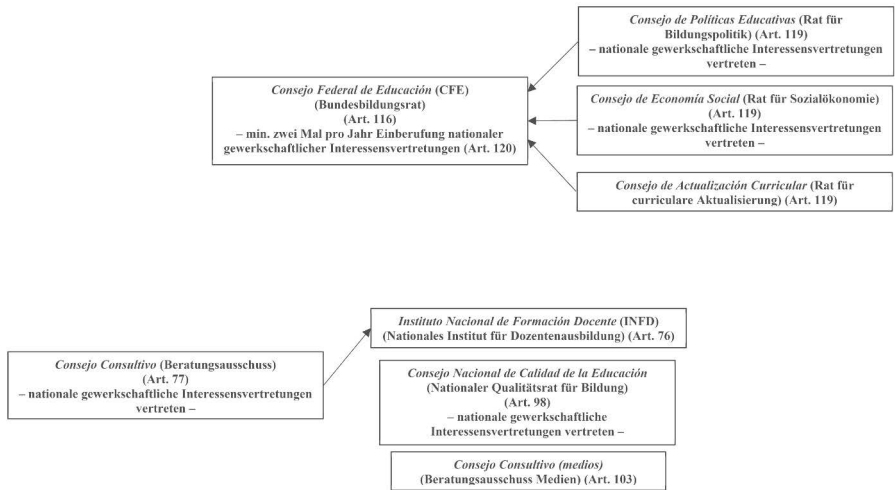 Consejo de Políticas Educativas (Rat für
Bildungspolitik) (Art. 119)
– nationale gewerkschaftliche Interessensvertretungen
vertreten –
Consejo Federal de Educación (CFE)
(Bundesbildungsrat)
(Art. 116)
– min. zwei Mal pro Jahr Einberufung nationaler
gewerkschaftlicher Interessensvertretungen (Art. 120)
Consejo de Economía Social (Rat für Sozialökonomie)
(Art. 119)
– nationale gewerkschaftliche Interessensvertretungen
vertreten –
Consejo de Actualización Curricular (Rat für
curriculare Aktualisierung) (Art. 119)
Instituto Nacional de Formación Docente (INFD)
(Nationales Institut für Dozentenausbildung) (Art. 76)
Consejo Consultivo (Beratungsausschuss)
(Art. 77)
– nationale gewerkschaftliche Interessensvertretungen
vertreten –
Consejo Nacional de Calidad de la Educación
(Nationaler Qualitätsrat für Bildung)
(Art. 98)
– nationale gewerkschaftliche
Interessensvertretungen vertreten –
Consejo Consultivo (medios)
(Beratungsausschuss Medien) (Art. 103)